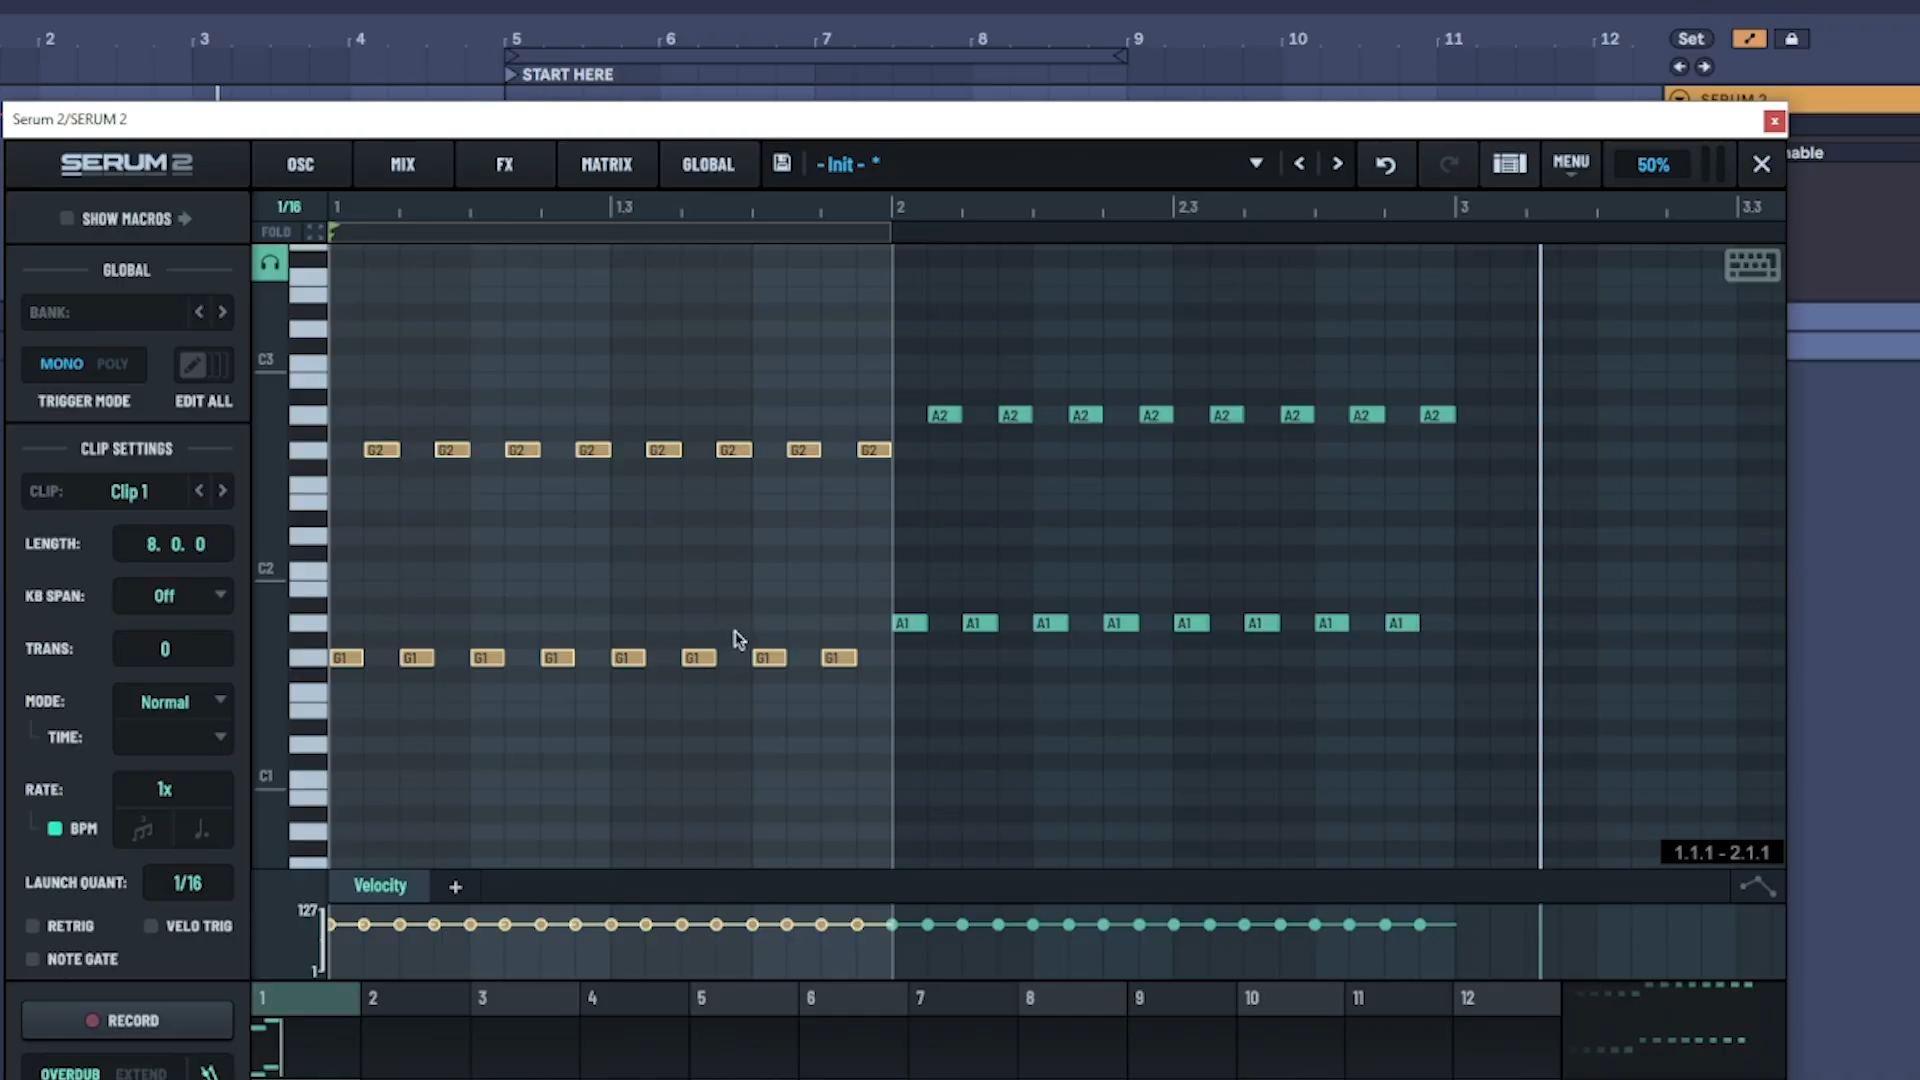 2 3 4 5 6 7 8 9 10 11 12 Set
START HERE
SERUM 2
Serum 2/SERUM 2 x
SERUM 2 OSC MIX FX MATRIX GLOBAL - Init - * MENU 50%
nable
SHOW MACROS
1/16 1 1.3 2 2.3 3 3.3
FOLD
GLOBAL
BANK:
MONO POLY
TRIGGER MODE EDIT ALL
C3
A2 A2 A2 A2 A2 A2 A2 A2
G2 G2 G2 G2 G2 G2 G2 G2
CLIP SETTINGS
CLIP: Clip 1
LENGTH: 8. 0. 0
C2
KB SPAN: Off
A1 A1 A1 A1 A1 A1 A1 A1
TRANS: 0
G1 G1 G1 G1 G1 G1 G1 G1
MODE: Normal
TIME:
C1
RATE: 1x
BPM
3
1.1.1 - 2.1.1
LAUNCH QUANT: 1/16
Velocity +
127
RETRIG VELO TRIG
NOTE GATE
1
1 2 3 4 5 6 7 8 9 10 11 12
RECORD
OVERDUB EXTEND